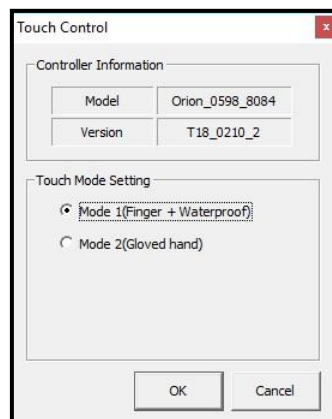 Touch Control
x
Controller Information
Model Orion_0598_8084
Version T18_0210_2
Touch Mode Setting
Mode 1(Finger + Waterproof)
Mode 2(Gloved hand)
OK Cancel